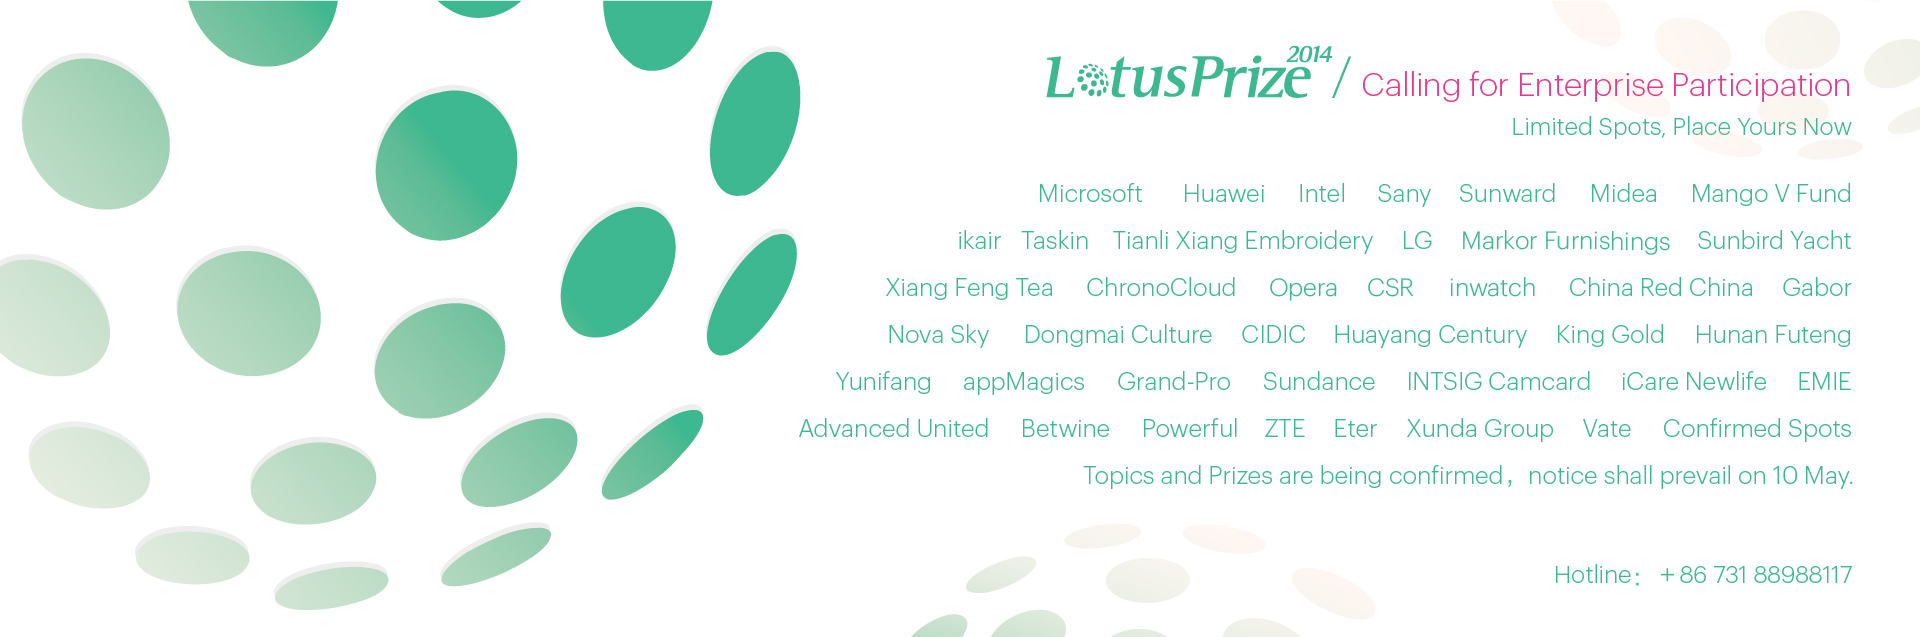 LotusPrize 2014 / Calling for Enterprise Participation
Limited Spots, Place Yours Now
Microsoft Huawei Intel Sany Sunward Midea Mango V Fund
ikair Taskin Tianli Xiang Embroidery LG Markor Furnishings Sunbird Yacht
Xiang Feng Tea ChronoCloud Opera CSR inwatch China Red China Gabor
Nova Sky Dongmai Culture CIDIC Huayang Century King Gold Hunan Futeng
Yunifang appMagics Grand-Pro Sundance INTSIG Camcard iCare Newlife EMIE
Advanced United Betwine Powerful ZTE Eter Xunda Group Vate Confirmed Spots
Topics and Prizes are being confirmed，notice shall prevail on 10 May.
Hotline： +86 731 88988117